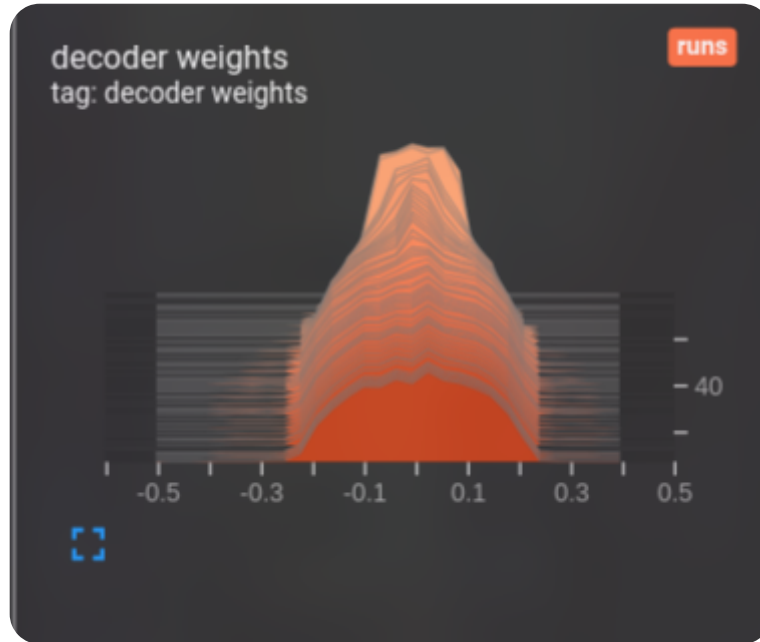 decoder weights
runs
tag: decoder weights
40
-0.5 -0.3 -0.1 0.1 0.3 0.5